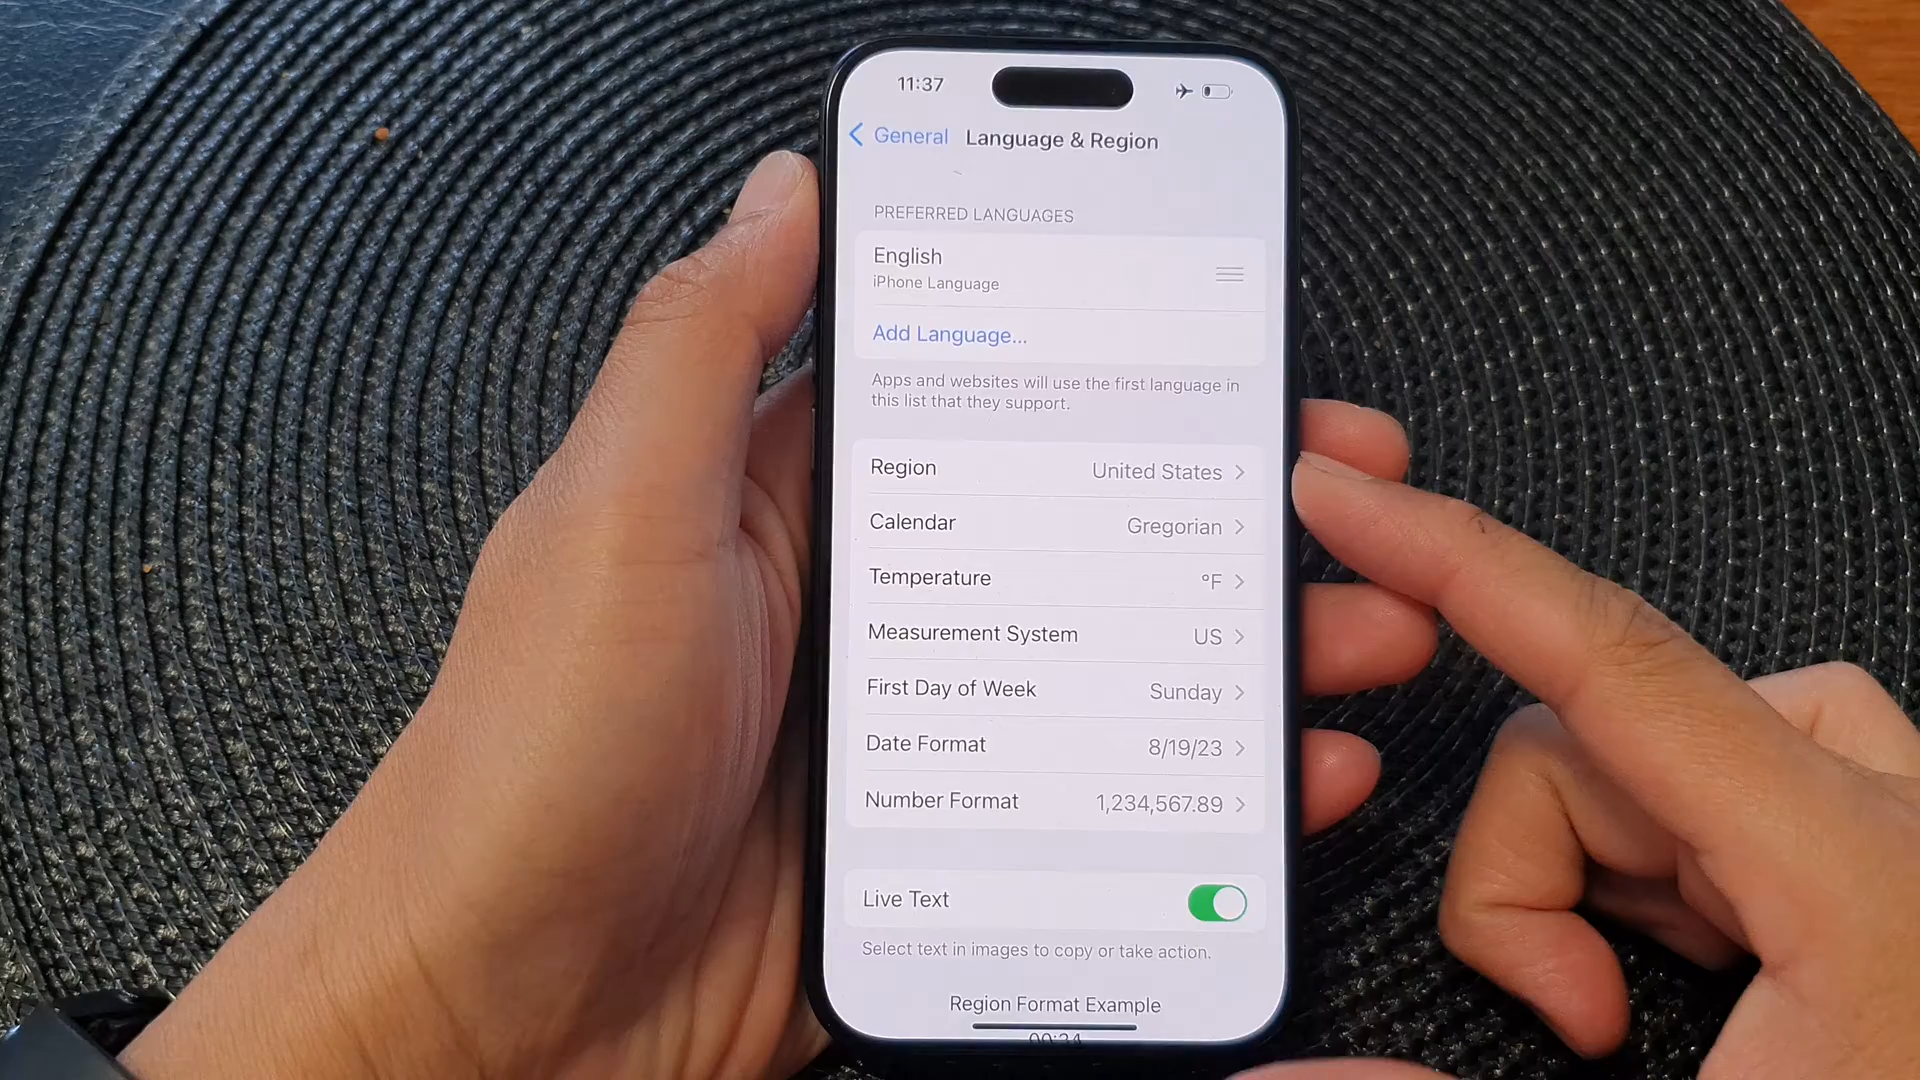 11:37
General Language & Region
PREFERRED LANGUAGES
English
iPhone Language
Add Language...
Apps and websites will use the first language in
this list that they support.
Region United States
Calendar Gregorian
Temperature °F
Measurement System US
First Day of Week Sunday
Date Format 8/19/23
Number Format 1,234,567.89
Live Text
Select text in images to copy or take action.
Region Format Example